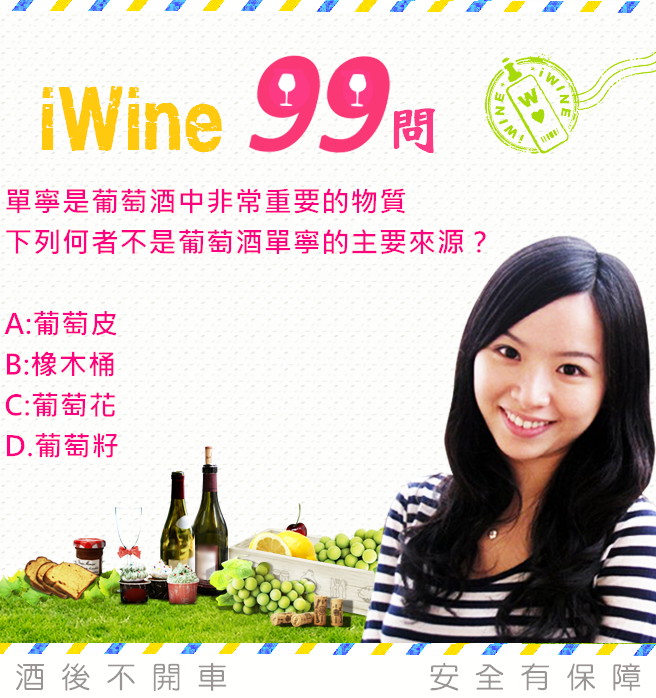 iWine 99問
iWINE · iWINE
W
單寧是葡萄酒中非常重要的物質
下列何者不是葡萄酒單寧的主要來源？
A:葡萄皮
B:橡木桶
C:葡萄花
D.葡萄籽
酒後不開車 安全有保障